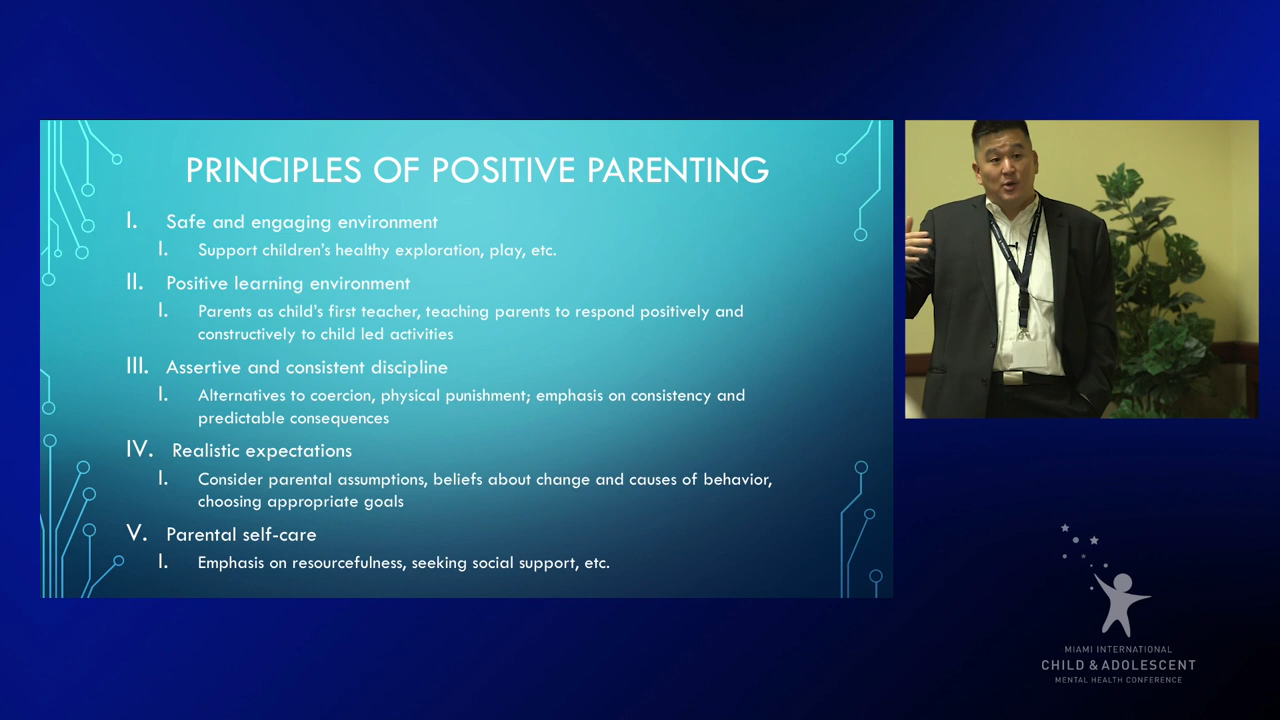 PRINCIPLES OF POSITIVE PARENTING
I. Safe and engaging environment
I. Support children's healthy exploration, play, etc.
II. Positive learning environment
I. Parents as child's first teacher, teaching parents to respond positively and
constructively to child led activities
III. Assertive and consistent discipline
I. Alternatives to coercion, physical punishment; emphasis on consistency and
predictable consequences
IV. Realistic expectations
I. Consider parental assumptions, beliefs about change and causes of behavior,
choosing appropriate goals
V. Parental self-care
I. Emphasis on resourcefulness, seeking social support, etc.
MIAMI INTERNATIONAL
CHILD & ADOLESCENT
MENTAL HEALTH CONFERENCE